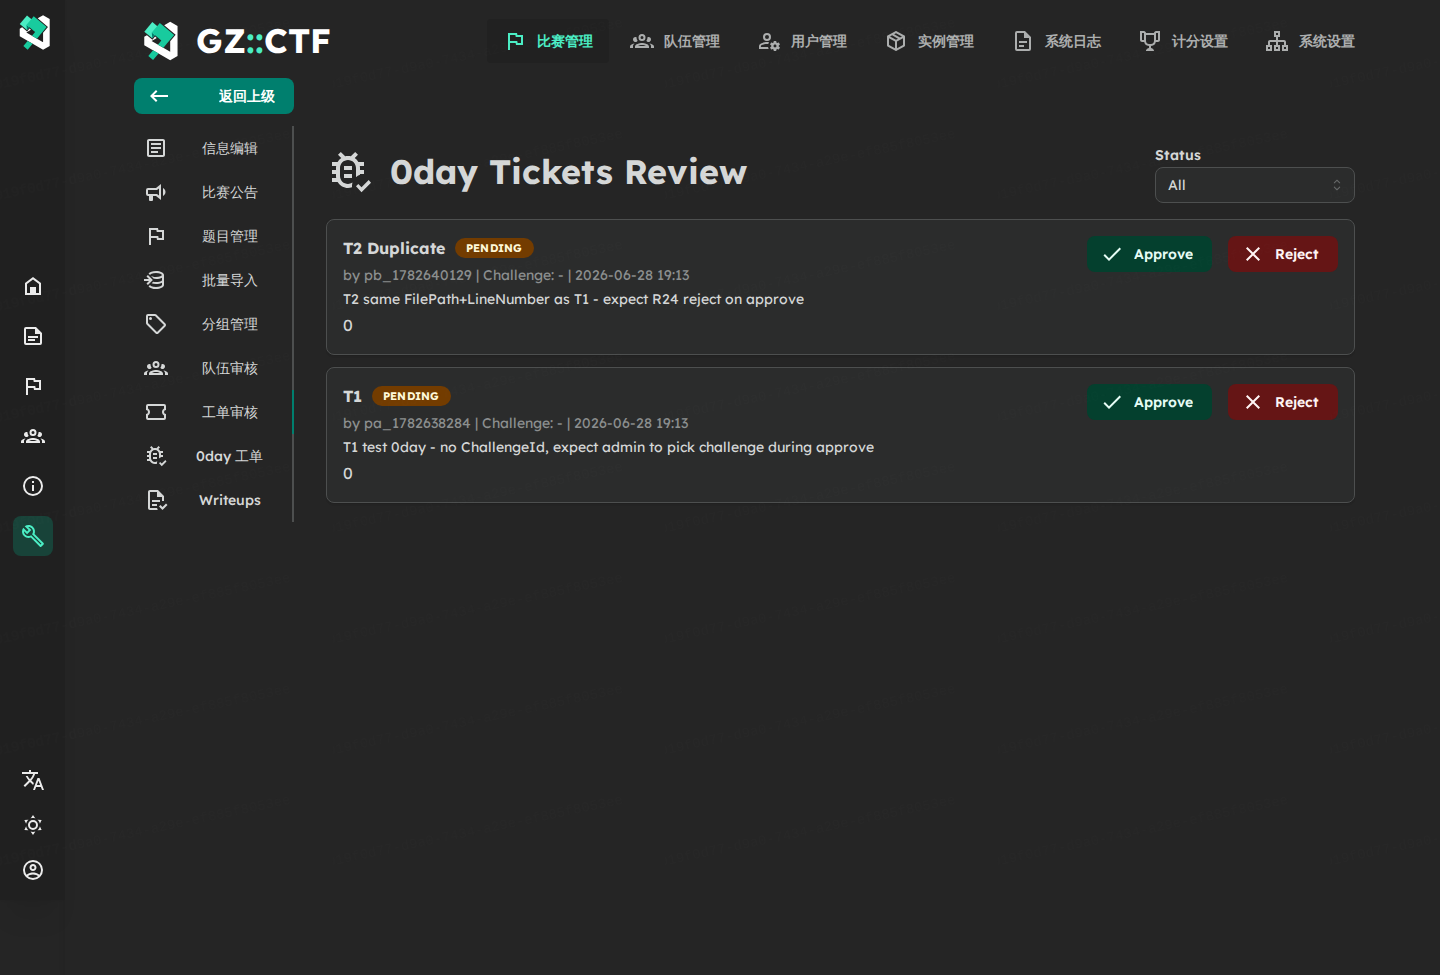 GZ::CTF
比赛管理
队伍管理
用户管理
实例管理
系统日志
计分设置
系统设置
返回上级
信息编辑
比赛公告
题目管理
批量导入
分组管理
队伍审核
工单审核
0day 工单
Writeups
0day Tickets Review
Status
All
T2 Duplicate PENDING
by pb_1782640129 | Challenge: - | 2026-06-28 19:13
T2 same FilePath+LineNumber as T1 - expect R24 reject on approve
0
Approve
Reject
T1 PENDING
by pa_1782638284 | Challenge: - | 2026-06-28 19:13
T1 test 0day - no ChallengeId, expect admin to pick challenge during approve
0
Approve
Reject